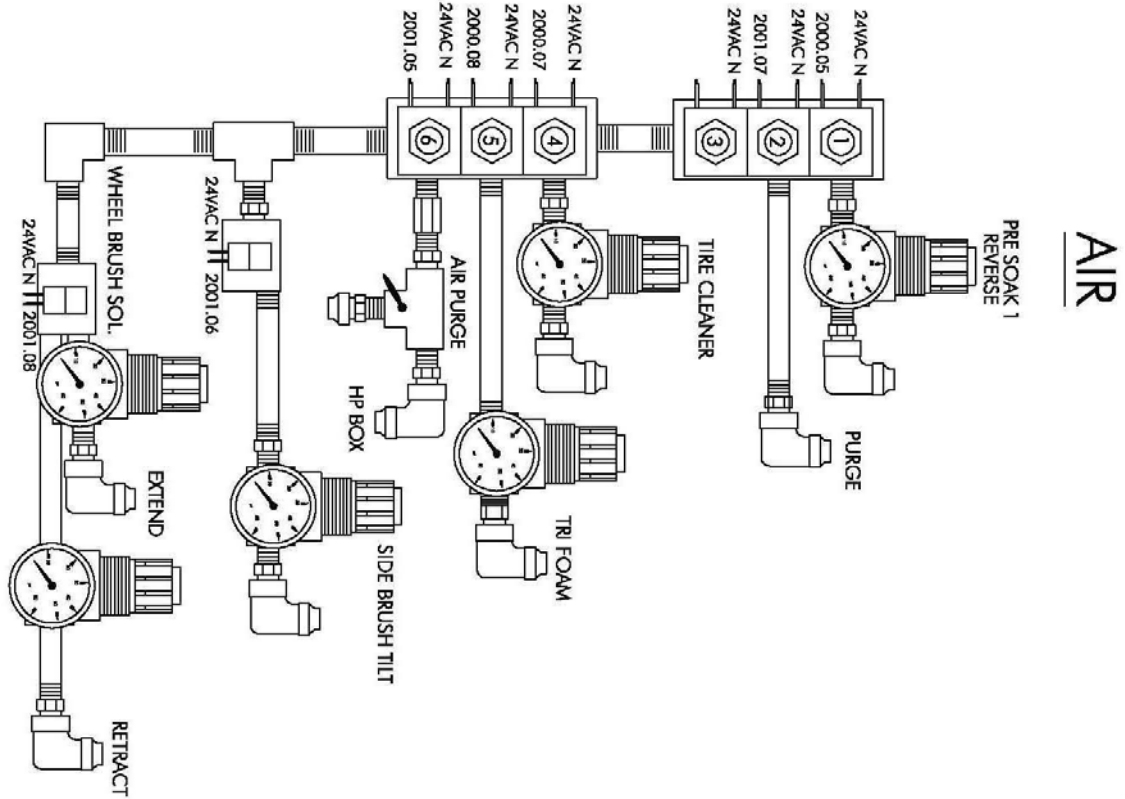 AIR
PRE SOAK 1
REVERSE
24VAC N
2000.05
1
PURGE
24VAC N
2001.07
2
24VAC N
3
TIRE CLEANER
24VAC N
2000.07
4
TRI FOAM
24VAC N
2000.08
5
AIR PURGE
24VAC N
2001.05
6
HP BOX
SIDE BRUSH TILT
24VAC N 2001.06
EXTEND
WHEEL BRUSH SOL.
24VAC N 2001.08
RETRACT